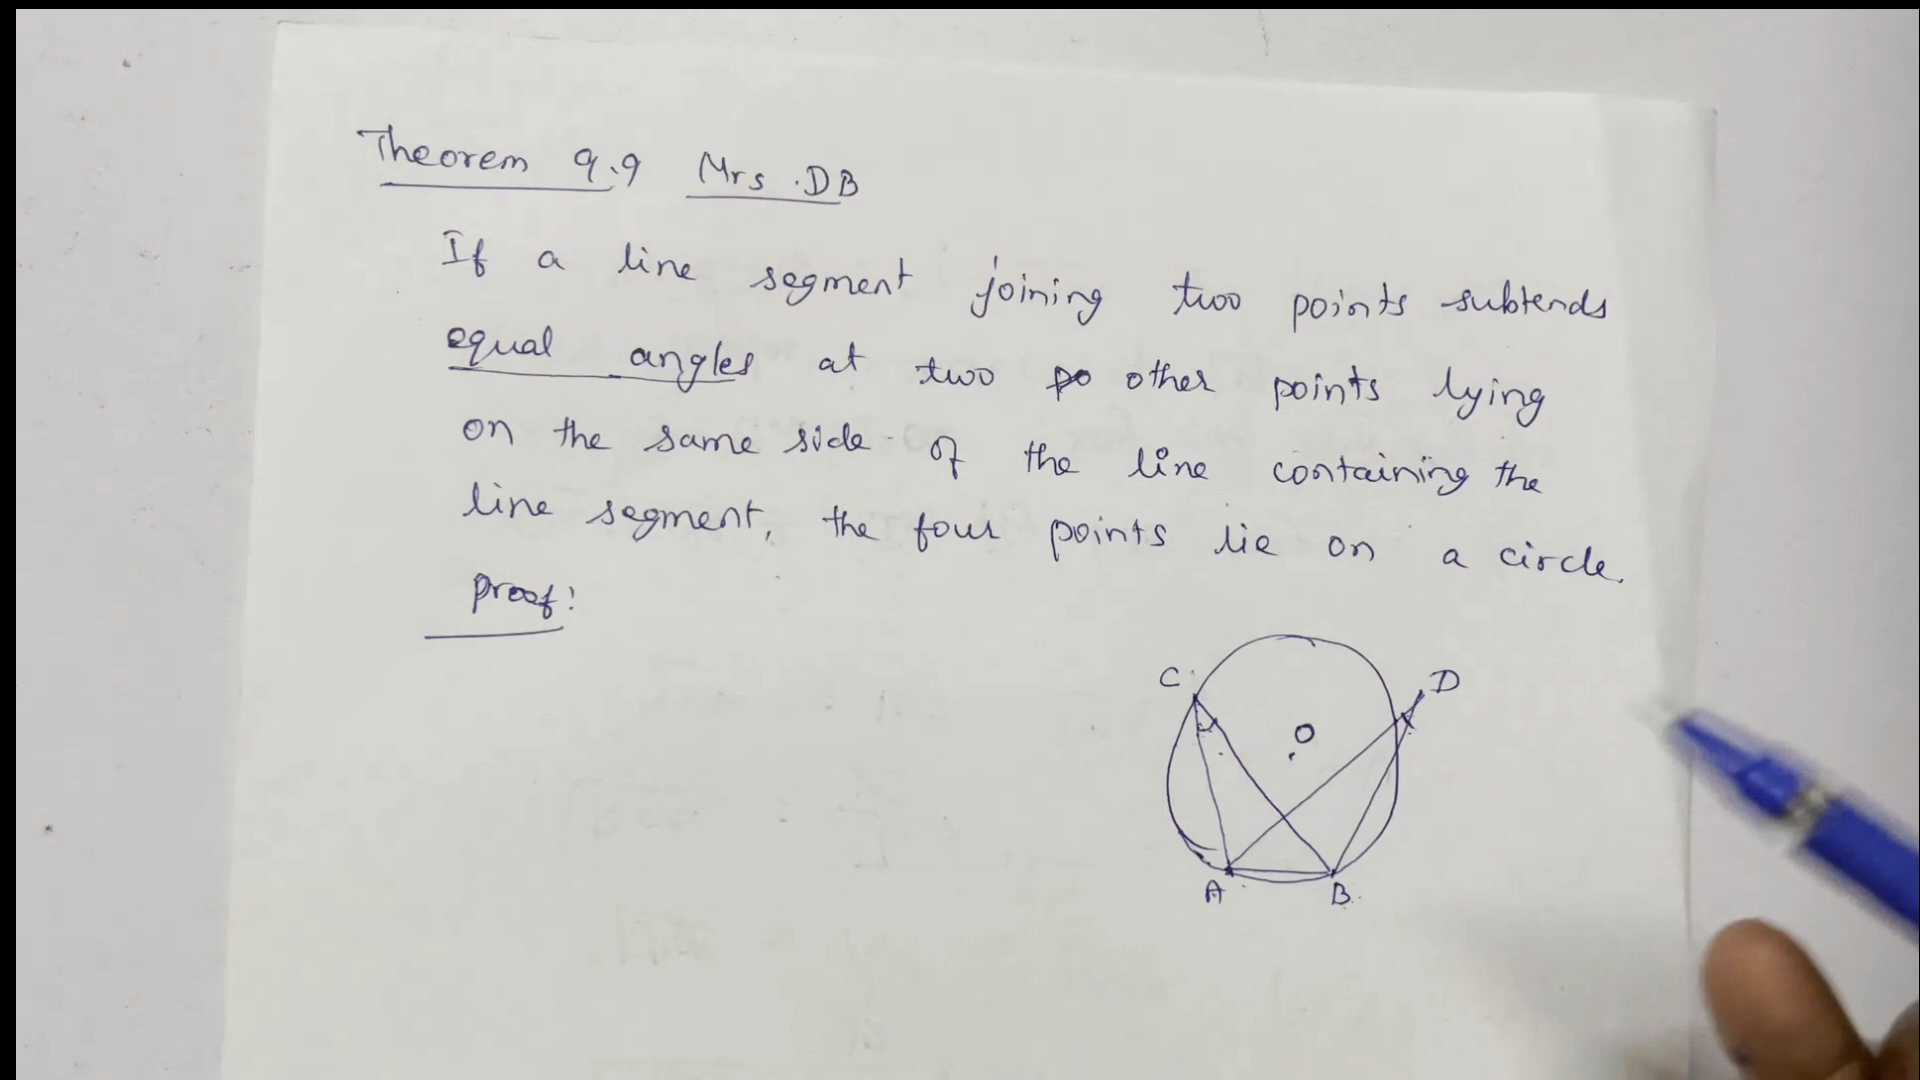 Theorem 9.9 Mrs.DB
If a line segment joining two points subtends
equal angles at two other points lying
on the same side of the line containing the
line segment, the four points lie on a circle.
Proof:
C D
O
A B